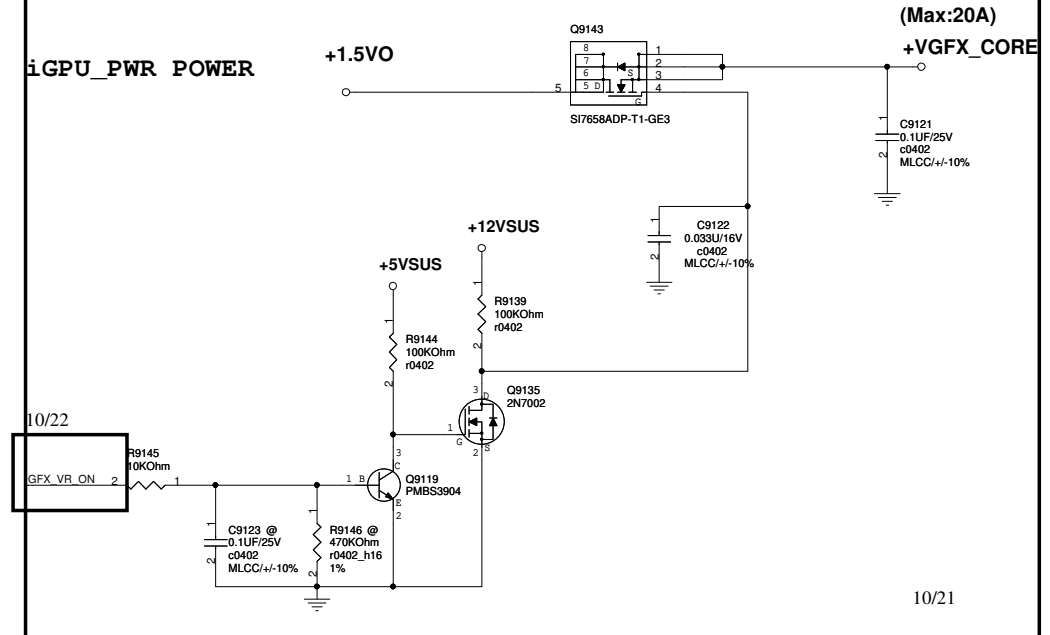 (Max:20A)
Q9143
+1.5VO
+VGFX_CORE
iGPU_PWR POWER
8
7
6
5
D
S
G
1
2
3
4
5
SI7658ADP-T1-GE3
1
2
C9121
0.1UF/25V
c0402
MLCC/+/-10%
1
2
C9122
0.033U/16V
c0402
MLCC/+/-10%
+12VSUS
+5VSUS
1
2
R9139
100KOhm
r0402
1
2
R9144
100KOhm
r0402
3
D
Q9135
2N7002
1
G
2
S
10/22
R9145
10KOhm
GFX_VR_ON
2
1
1
B
3
C
Q9119
PMBS3904
E
2
1
2
C9123 @
0.1UF/25V
c0402
MLCC/+/-10%
1
2
R9146 @
470KOhm
r0402_h16
1%
10/21